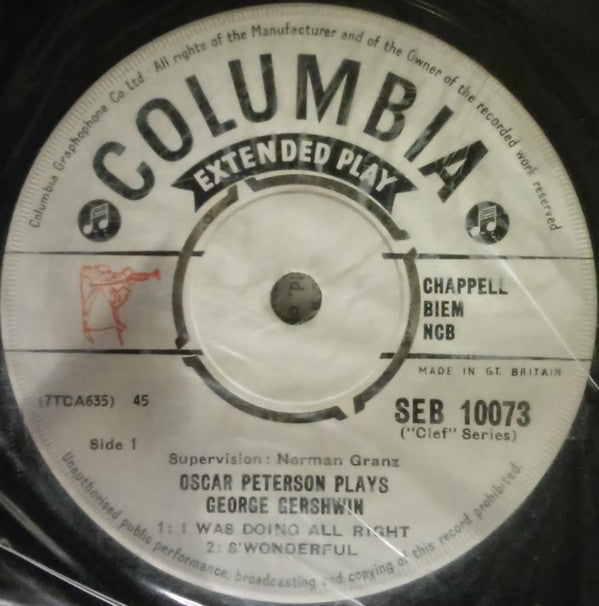 Columbia Graphophone Co Ltd · All rights of the Manufacturer and of the Owner of the recorded work reserved
COLUMBIA
EXTENDED PLAY
CHAPPELL
BIEM
NCB
MADE IN GT. BRITAIN
(7TCA635) 45
SEB 10073
("Clef" Series)
Side 1
Supervision: Norman Granz
OSCAR PETERSON PLAYS
GEORGE GERSHWIN
1: I WAS DOING ALL RIGHT
2: S'WONDERFUL
Unauthorised public performance, broadcasting and copying of this record prohibited.